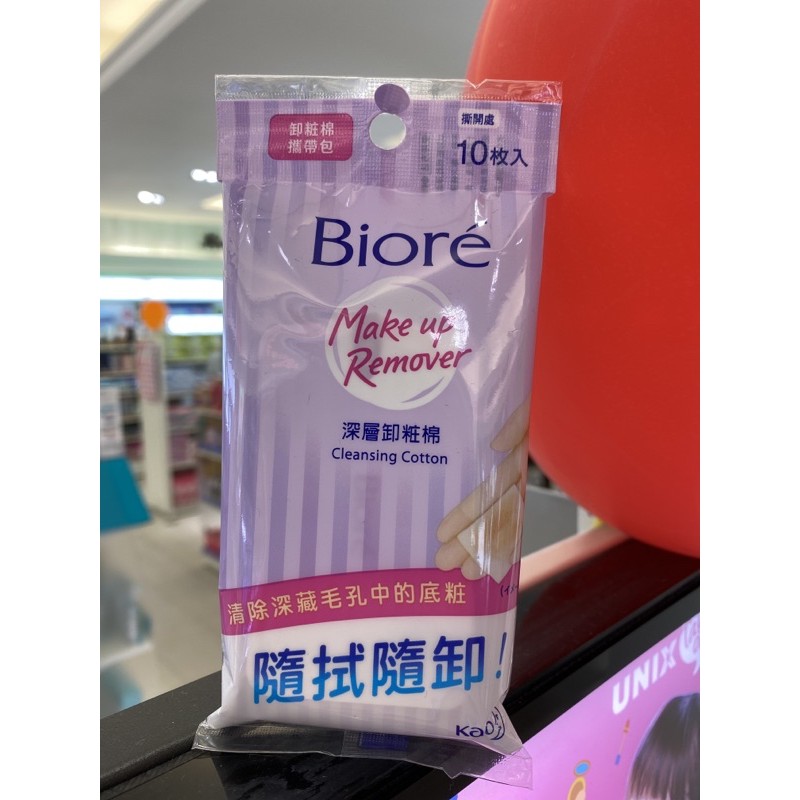 卸粧棉
攜帶包
撕開處
10枚入
Bioré
Make up
Remover
深層卸粧棉
Cleansing Cotton
清除深藏毛孔中的底粧
隨拭隨卸!
Kao
UNIX